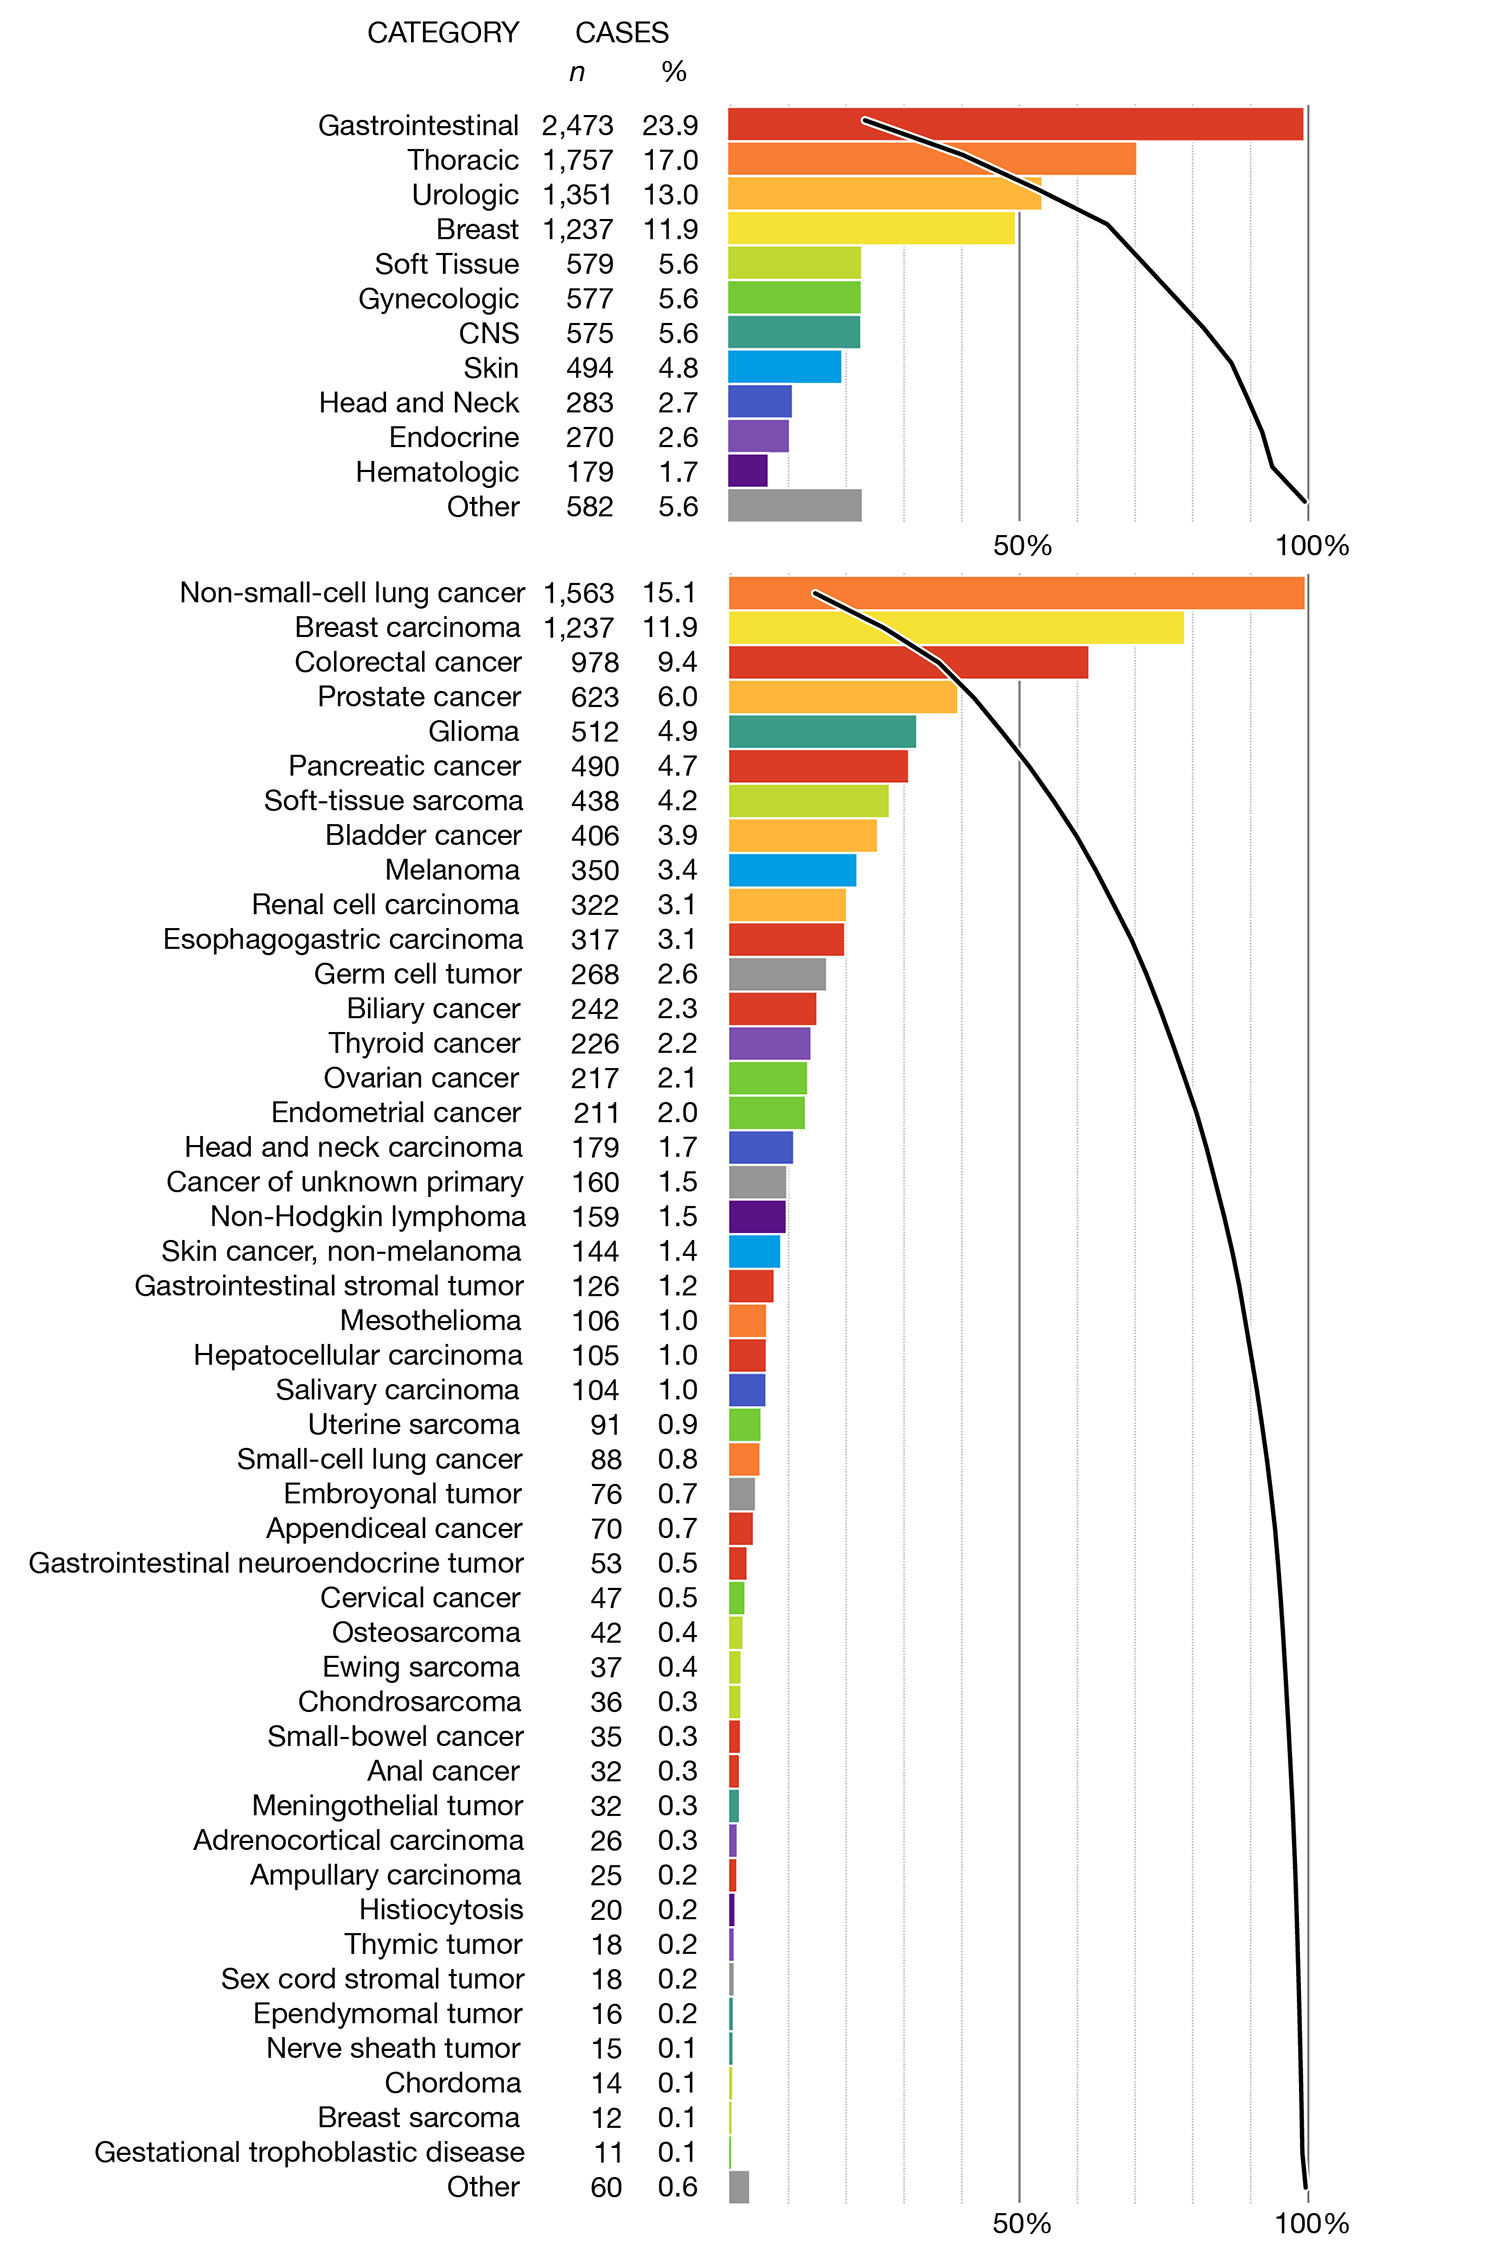 CATEGORY CASES
n %
Gastrointestinal 2,473 23.9
Thoracic 1,757 17.0
Urologic 1,351 13.0
Breast 1,237 11.9
Soft Tissue 579 5.6
Gynecologic 577 5.6
CNS 575 5.6
Skin 494 4.8
Head and Neck 283 2.7
Endocrine 270 2.6
Hematologic 179 1.7
Other 582 5.6
50% 100%
Non-small-cell lung cancer 1,563 15.1
Breast carcinoma 1,237 11.9
Colorectal cancer 978 9.4
Prostate cancer 623 6.0
Glioma 512 4.9
Pancreatic cancer 490 4.7
Soft-tissue sarcoma 438 4.2
Bladder cancer 406 3.9
Melanoma 350 3.4
Renal cell carcinoma 322 3.1
Esophagogastric carcinoma 317 3.1
Germ cell tumor 268 2.6
Biliary cancer 242 2.3
Thyroid cancer 226 2.2
Ovarian cancer 217 2.1
Endometrial cancer 211 2.0
Head and neck carcinoma 179 1.7
Cancer of unknown primary 160 1.5
Non-Hodgkin lymphoma 159 1.5
Skin cancer, non-melanoma 144 1.4
Gastrointestinal stromal tumor 126 1.2
Mesothelioma 106 1.0
Hepatocellular carcinoma 105 1.0
Salivary carcinoma 104 1.0
Uterine sarcoma 91 0.9
Small-cell lung cancer 88 0.8
Embroyonal tumor 76 0.7
Appendiceal cancer 70 0.7
Gastrointestinal neuroendocrine tumor 53 0.5
Cervical cancer 47 0.5
Osteosarcoma 42 0.4
Ewing sarcoma 37 0.4
Chondrosarcoma 36 0.3
Small-bowel cancer 35 0.3
Anal cancer 32 0.3
Meningothelial tumor 32 0.3
Adrenocortical carcinoma 26 0.3
Ampullary carcinoma 25 0.2
Histiocytosis 20 0.2
Thymic tumor 18 0.2
Sex cord stromal tumor 18 0.2
Ependymomal tumor 16 0.2
Nerve sheath tumor 15 0.1
Chordoma 14 0.1
Breast sarcoma 12 0.1
Gestational trophoblastic disease 11 0.1
Other 60 0.6
50% 100%